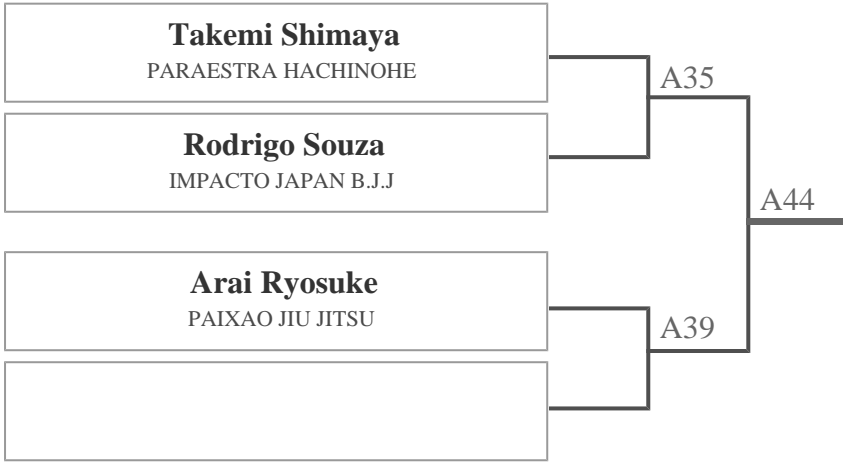 Takemi Shimaya
PARAESTRA HACHINOHE
A35
Rodrigo Souza
IMPACTO JAPAN B.J.J
A44
Arai Ryosuke
PAIXAO JIU JITSU
A39